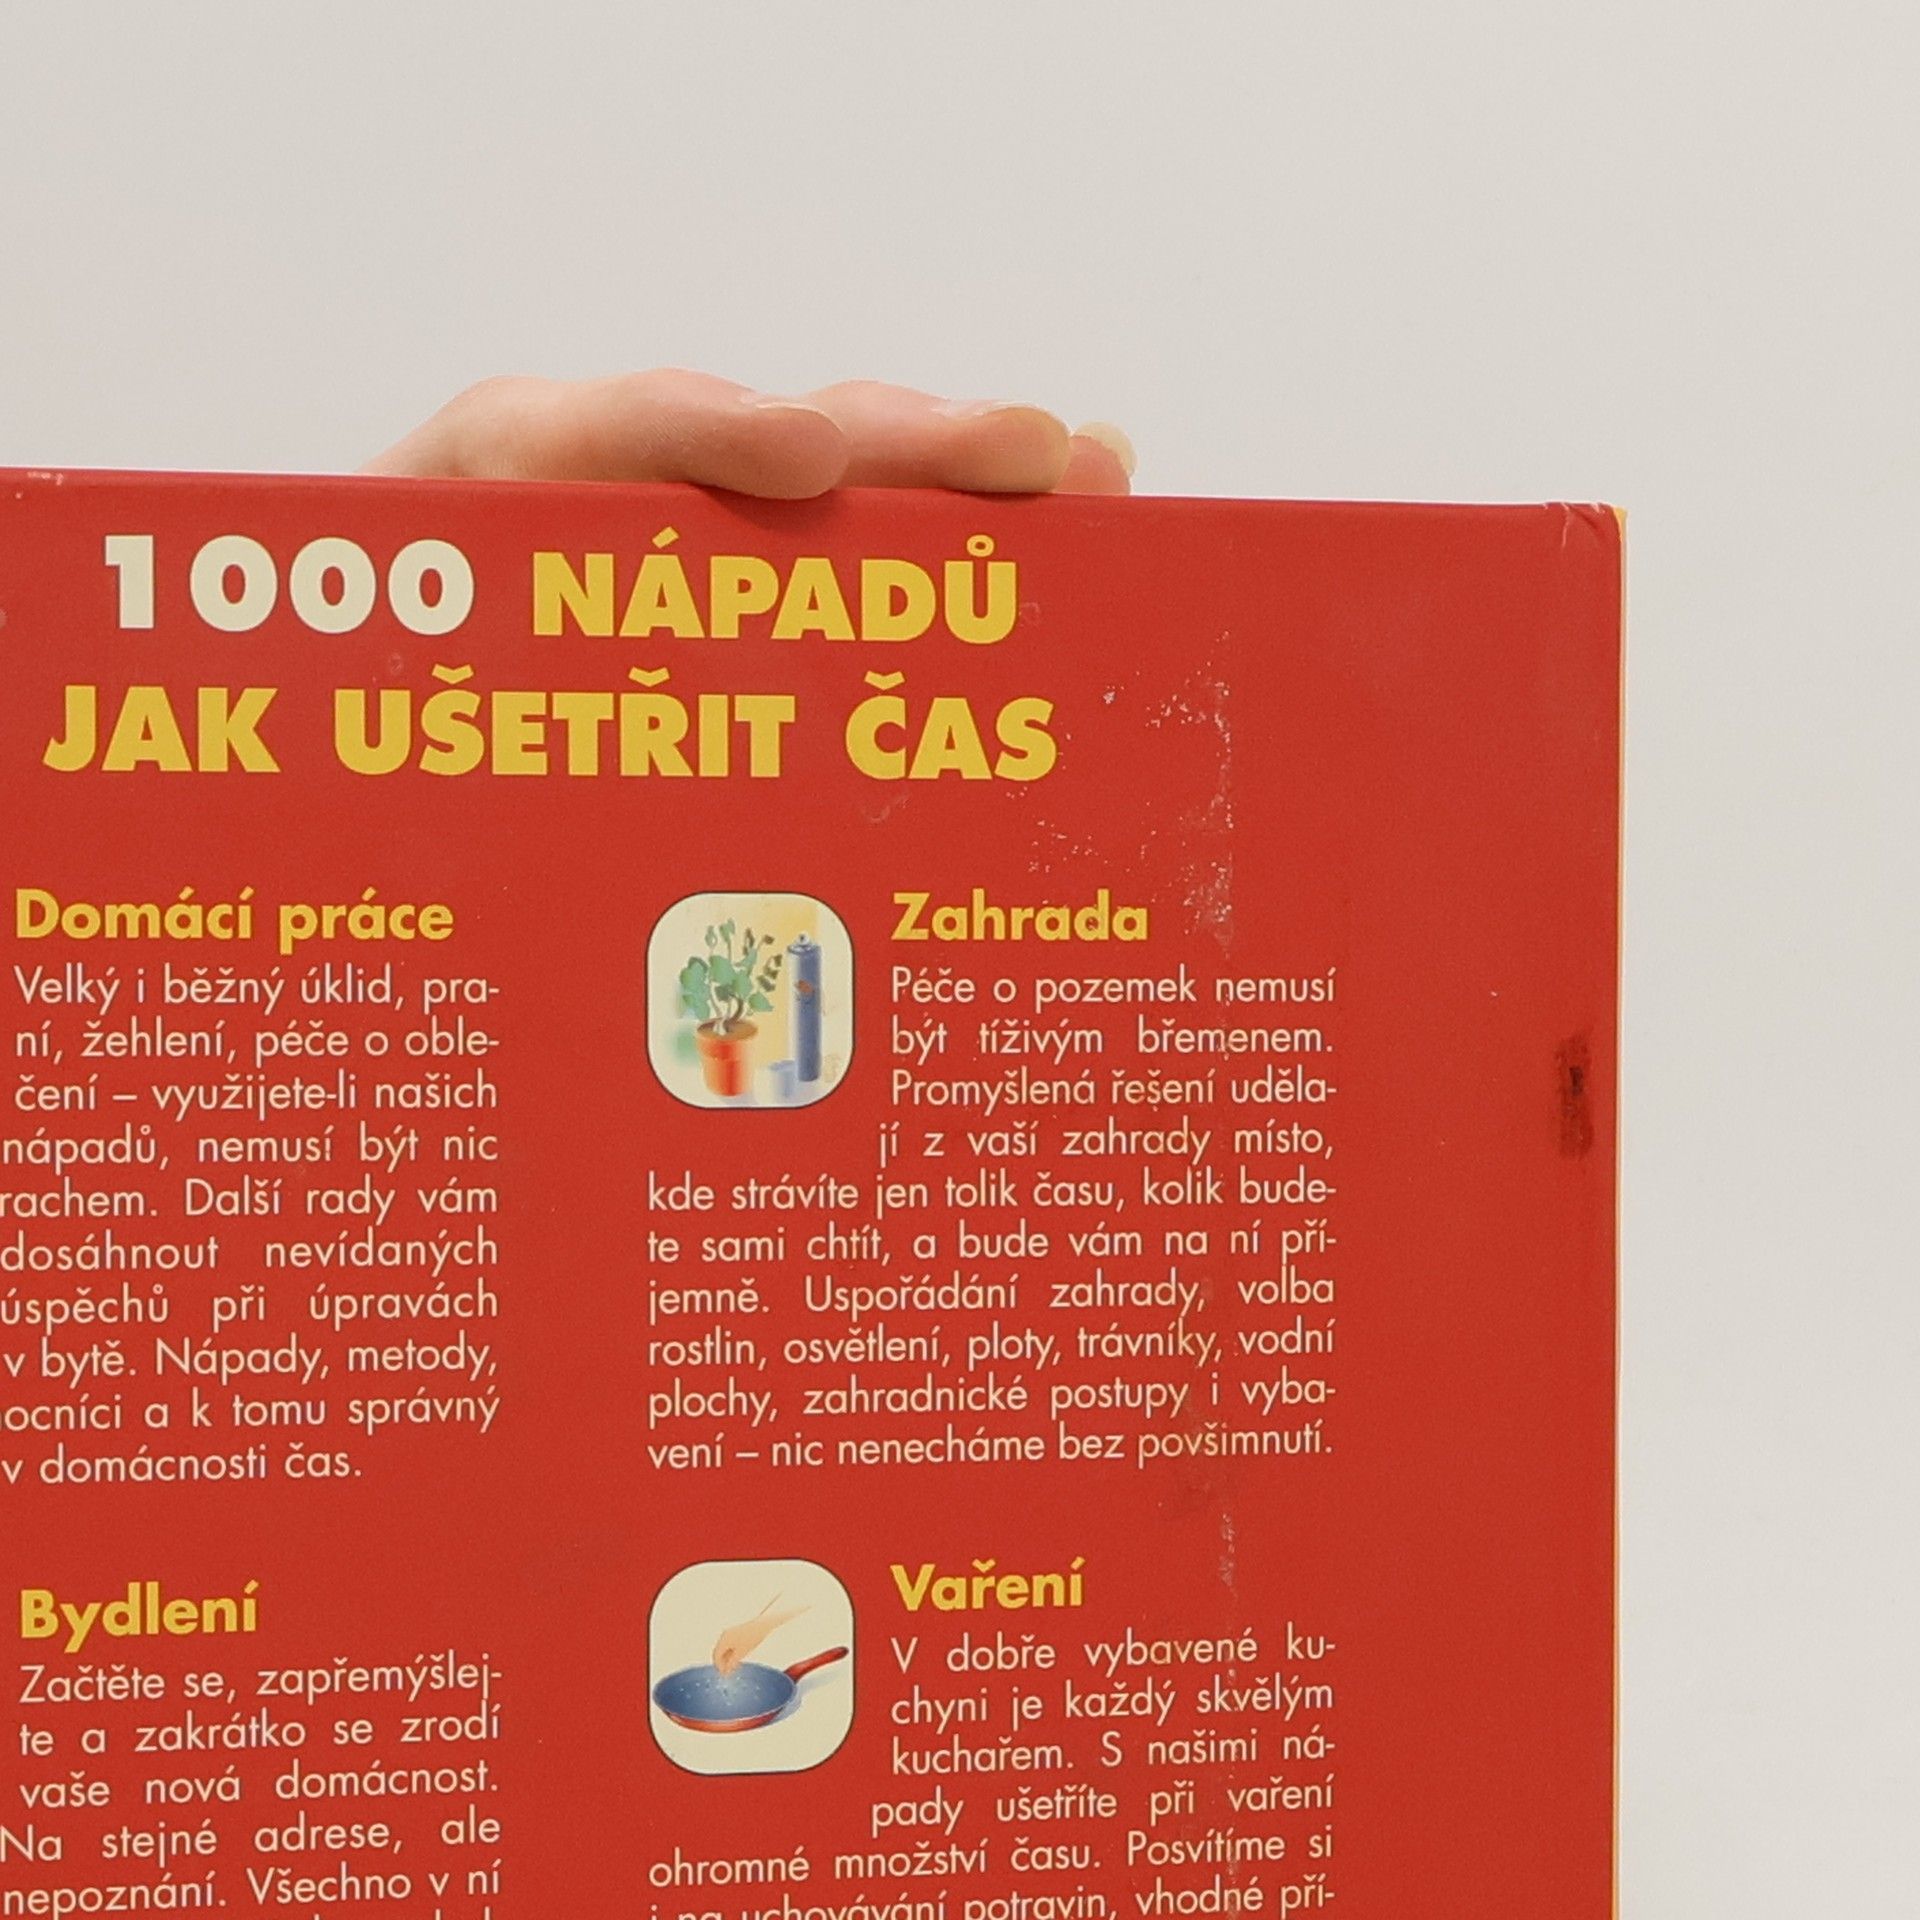 1000 NÁPADŮ
JAK UŠETŘIT ČAS
Domácí práce
Velký i běžný úklid, pra-
ní, žehlení, péče o oble-
čení – využijete-li našich
nápadů, nemusí být nic
Další rady vám
dosáhnout nevídaných
úspěchů při úpravách
v bytě. Nápady, metody,
a k tomu správný
v domácnosti čas.
Zahrada
Péče o pozemek nemusí
být tíživým břemenem.
Promyšlená řešení uděla-
jí z vaší zahrady místo,
kde strávíte jen tolik času, kolik bude-
te sami chtít, a bude vám na ní pří-
jemně. Uspořádání zahrady, volba
rostlin, osvětlení, ploty, trávníky, vodní
plochy, zahradnické postupy i vyba-
vení – nic nenecháme bez povšimnutí.
Bydlení
Začtěte se, zapřemýšlej-
te a zakrátko se zrodí
vaše nová domácnost.
Na stejné adrese, ale
nepoznání. Všechno v ní
Vaření
V dobře vybavené ku-
chyni je každý skvělým
kuchařem. S našimi ná-
pady ušetříte při vaření
ohromné množství času. Posvítíme si
i na uchovávání potravin, vhodné pří-